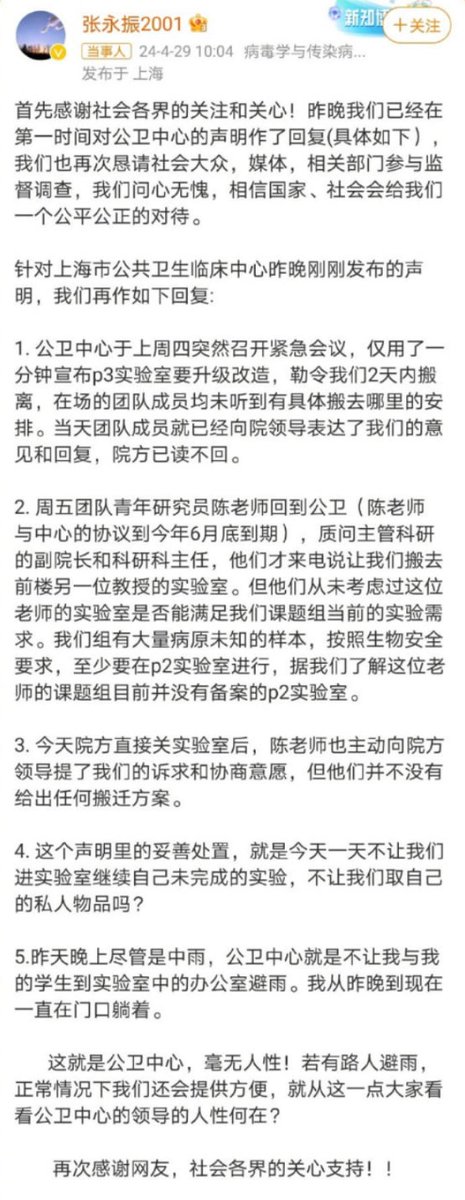 张永振2001
新知
+关注
当事人 24-4-29 10:04 病毒学与传染病...
发布于 上海
首先感谢社会各界的关注和关心！昨晚我们已经在
第一时间对公卫中心的声明作了回复(具体如下)，
我们也再次恳请社会大众，媒体，相关部门参与监
督调查，我们问心无愧，相信国家、社会会给我们
一个公平公正的对待。
针对上海市公共卫生临床中心昨晚刚刚发布的声
明，我们再作如下回复:
1. 公卫中心于上周四突然召开紧急会议，仅用了一
分钟宣布p3实验室要升级改造，勒令我们2天内搬
离，在场的团队成员均未听到有具体搬去哪里的安
排。当天团队成员就已经向院领导表达了我们的意
见和回复，院方已读不回。
2. 周五团队青年研究员陈老师回到公卫（陈老师
与中心的协议到今年6月底到期），质问主管科研
的副院长和科研科主任，他们才来电说让我们搬去
前楼另一位教授的实验室。但他们从未考虑过这位
老师的实验室是否能满足我们课题组当前的实验需
求。我们组有大量病原未知的样本，按照生物安全
要求，至少要在p2实验室进行，据我们了解这位老
师的课题组目前并没有备案的p2实验室。
3. 今天院方直接关实验室后，陈老师也主动向院方
领导提了我们的诉求和协商意愿，但他们并不没有
给出任何搬迁方案。
4. 这个声明里的妥善处置，就是今天一天不让我们
进实验室继续自己未完成的实验，不让我们取自己
的私人物品吗？
5.昨天晚上尽管是中雨，公卫中心就是不让我与我
的学生到实验室中的办公室避雨。我从昨晚到现在
一直在门口躺着。
这就是公卫中心，毫无人性！若有路人避雨，
正常情况下我们还会提供方便，就从这一点大家看
看公卫中心的领导的人性何在？
再次感谢网友，社会各界的关心支持！！